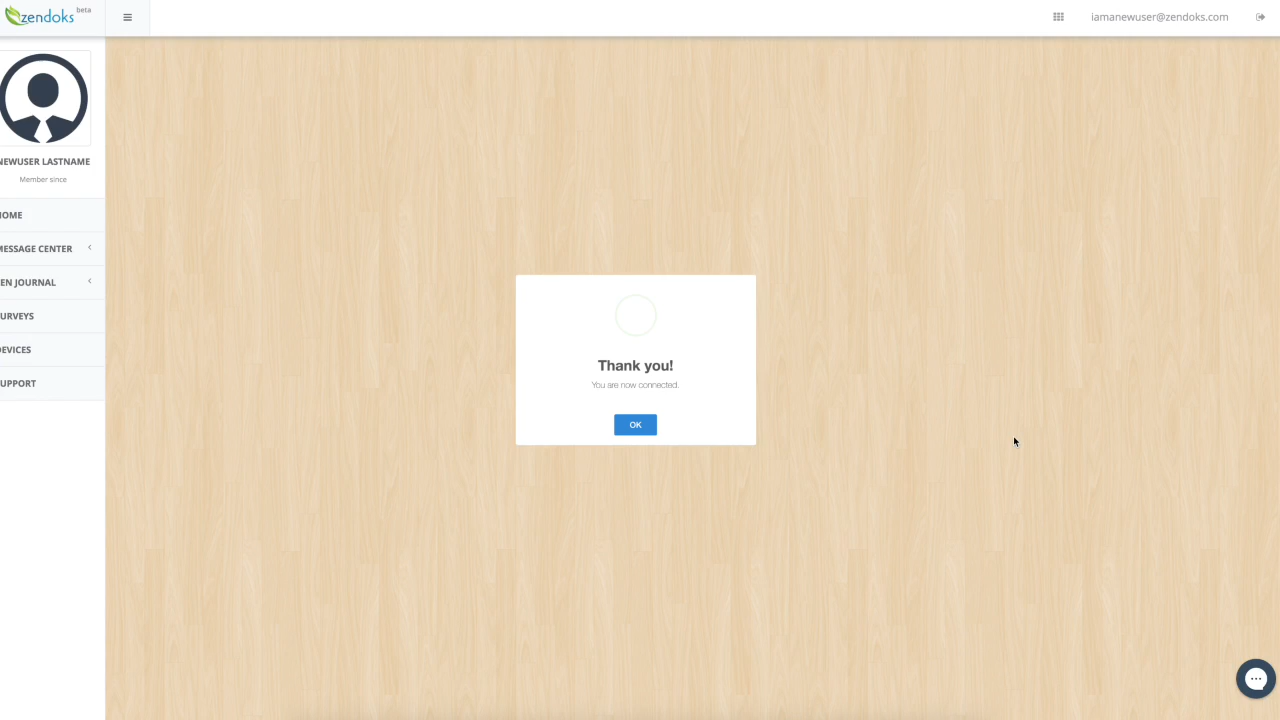 zendoks beta
iamanewuser@zendoks.com
NEWUSER LASTNAME
Member since
HOME
MESSAGE CENTER
EN JOURNAL
URVEYS
DEVICES
UPPORT
Thank you!
You are now connected.
OK